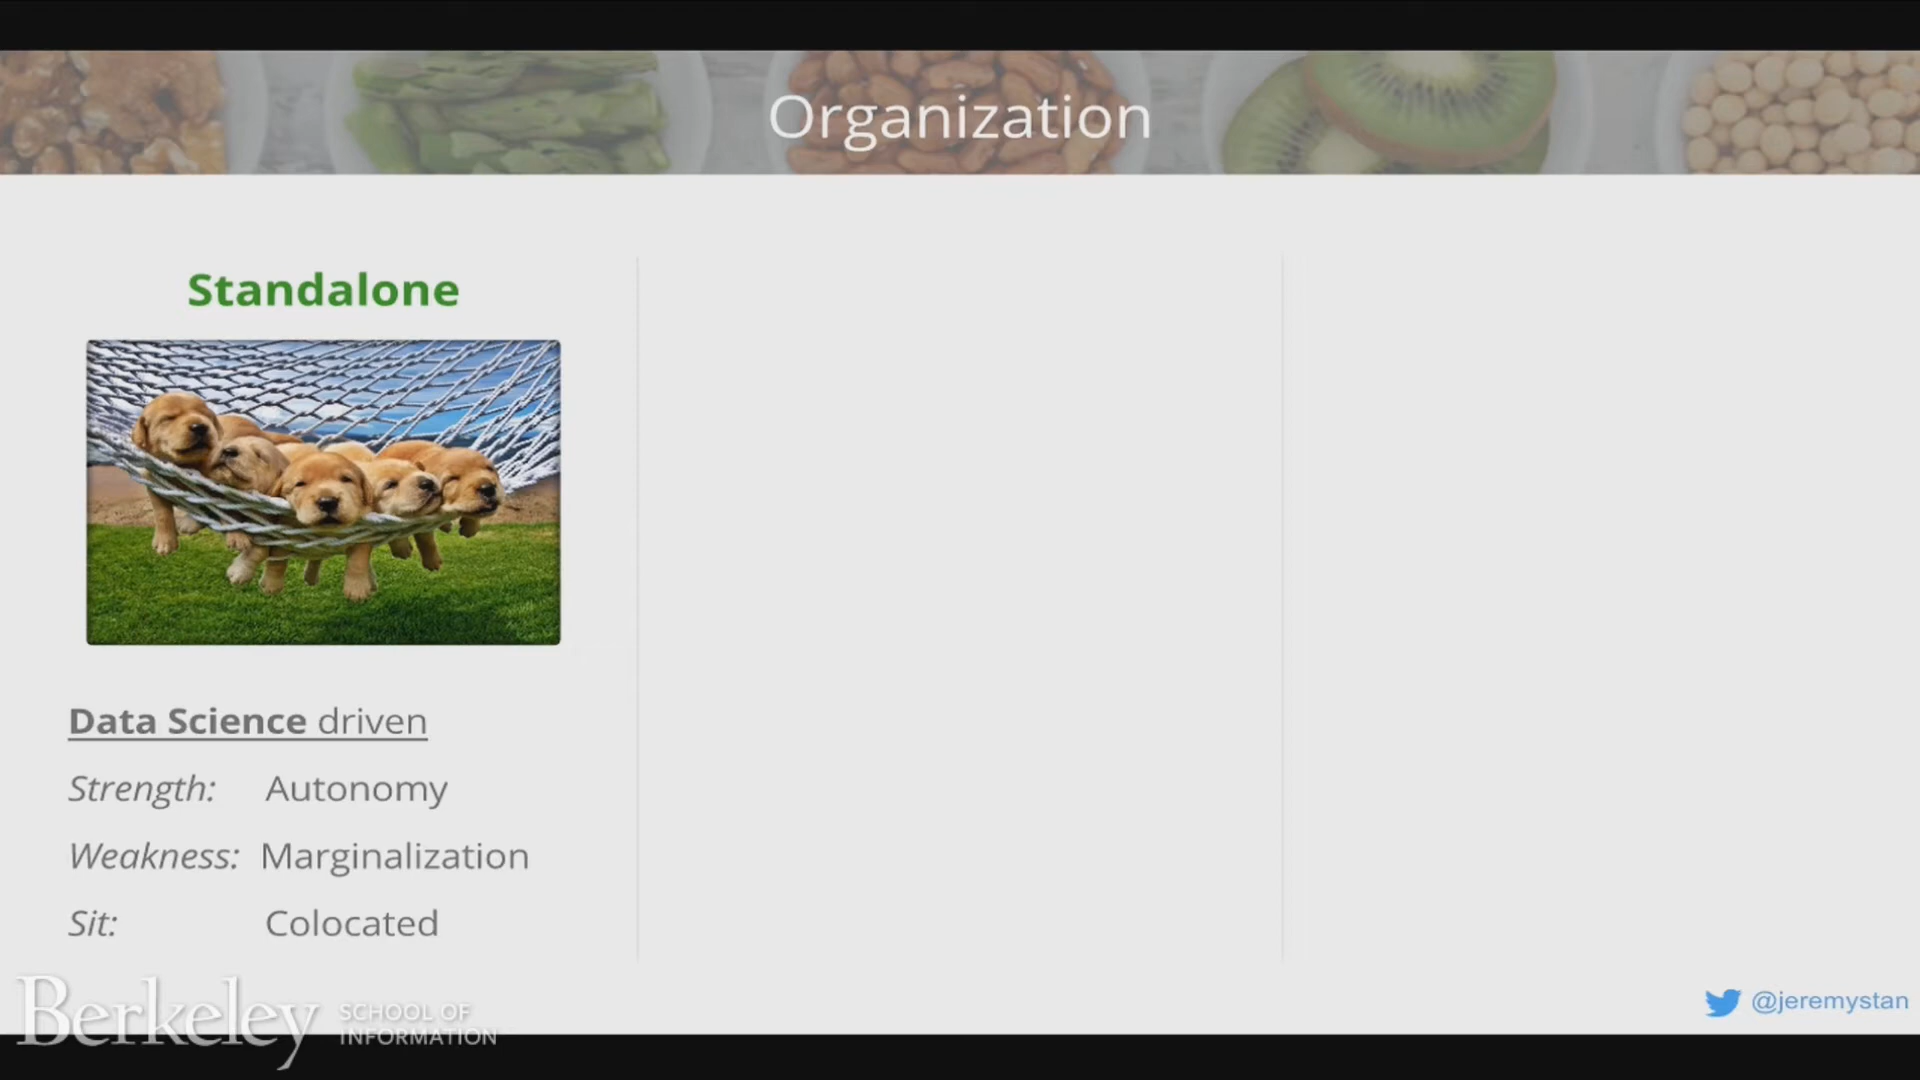 Organization
Standalone
Data Science driven
Strength: Autonomy
Weakness: Marginalization
Sit: Colocated
Berkeley SCHOOL OF
INFORMATION
@jeremystan